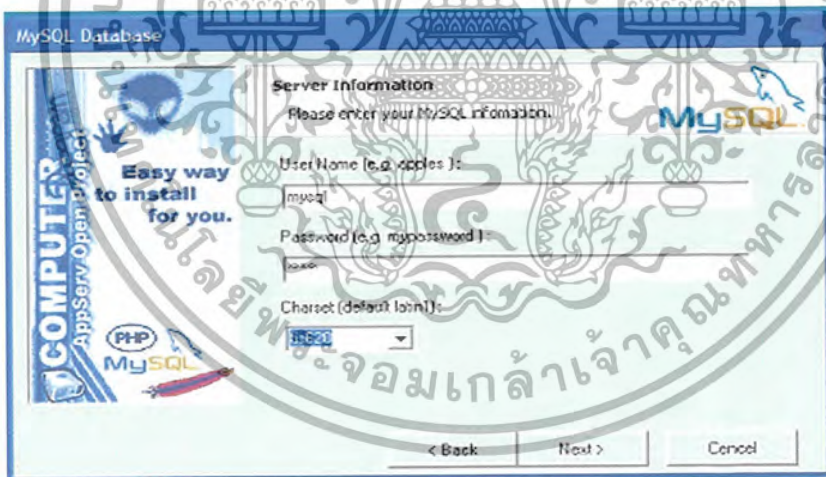 MySQL Database
Server Information
Please enter your MySQL infomation.
MySQL
User Name (e.g. apples ) :
mysql
Password (e.g. mypassword ) :
Charset (default latin1) :
tis620
COMPUTER
AppServ Open Project
Easy way
to install
for you.
PHP
MySQL
< Back
Next >
Cancel
จอมเกล้าเจ้าคุณทหาร